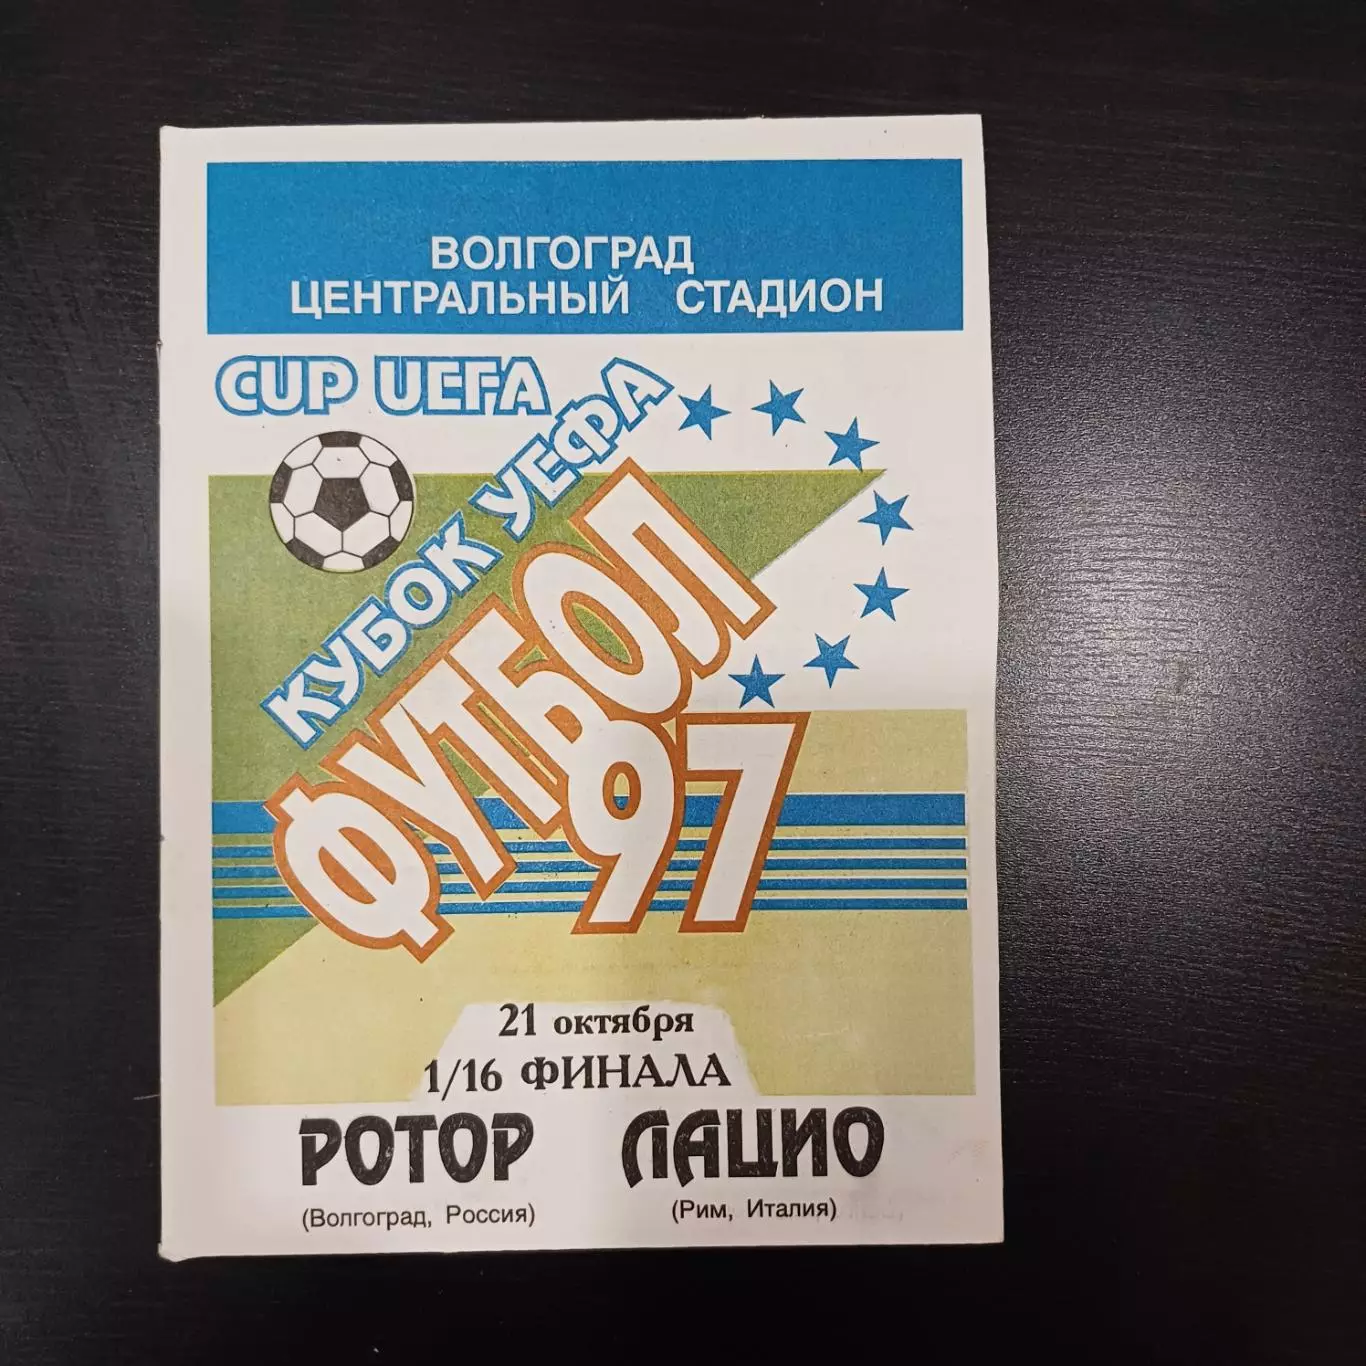 ВОЛГОГРАД
ЦЕНТРАЛЬНЫЙ СТАДИОН
CUP UEFA
КУБОК УЕФА
ФУТБОЛ
97
21 октября
1/16 ФИНАЛА
РОТОР ЛАЦИО
(Волгоград, Россия) (Рим, Италия)